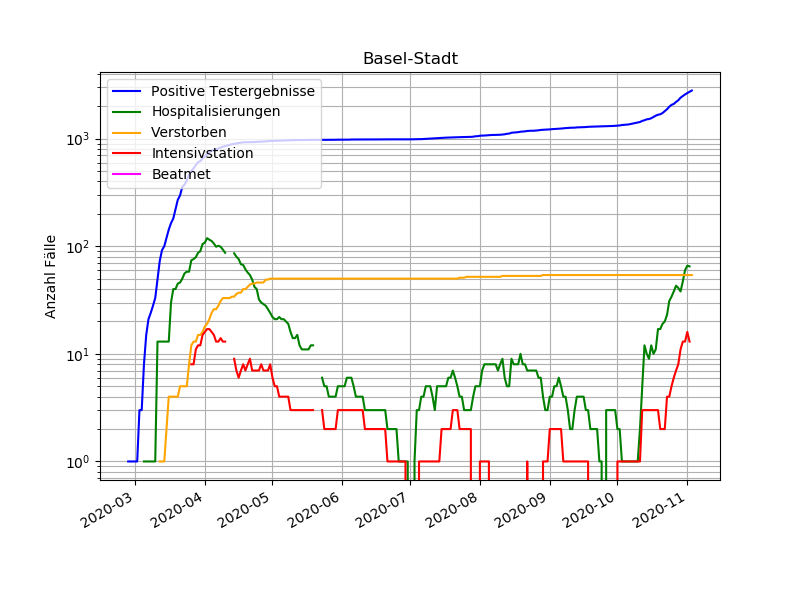 Basel-Stadt
Positive Testergebnisse
Hospitalisierungen
Verstorben
Intensivstation
Beatmet
Anzahl Fälle
10³
10²
10¹
10⁰
2020-03
2020-04
2020-05
2020-06
2020-07
2020-08
2020-09
2020-10
2020-11